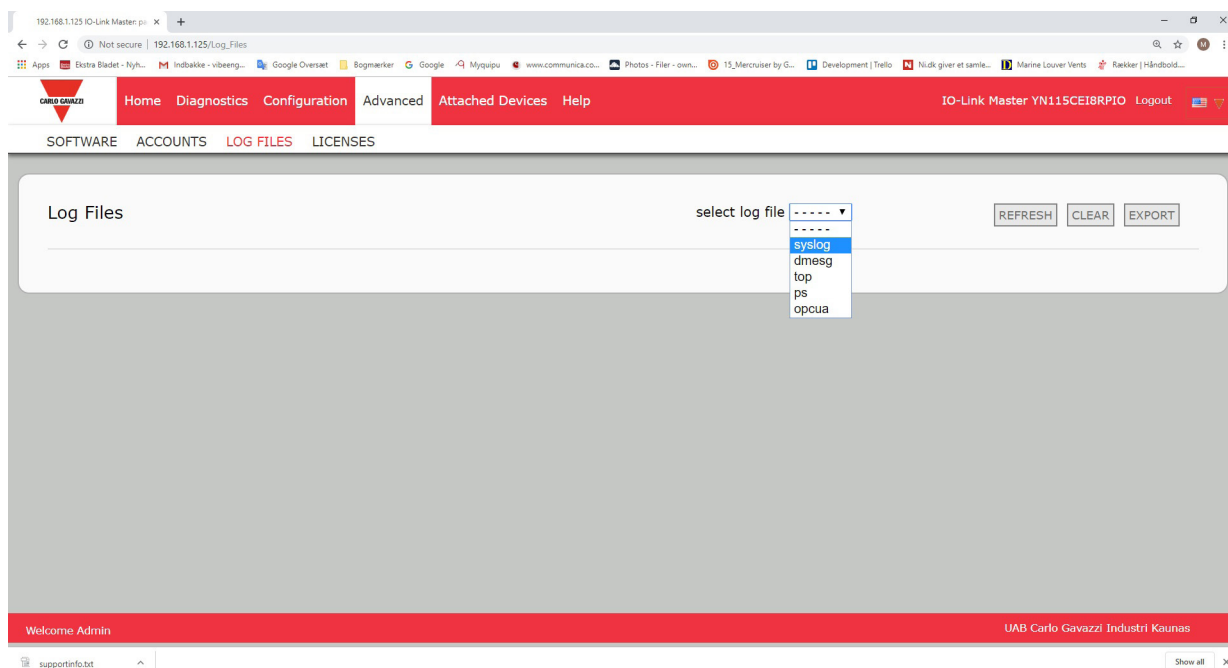 192.168.1.125 IO-Link Master: pa
Not secure | 192.168.1.125/Log_Files
Apps Ekstra Bladet - Nyh... Indbakke - vibeeng... Google Oversæt Bogmærker Google Myquipu www.communica.co... Photos - Filer - own... 15_Mercruiser by G... Development | Trello Ni.dk giver et samle... Marine Louver Vents Rækker | Håndbold....
CARLO GAVAZZI Home Diagnostics Configuration Advanced Attached Devices Help IO-Link Master YN115CEI8RPIO Logout
SOFTWARE ACCOUNTS LOG FILES LICENSES
Log Files select log file - - - - - REFRESH CLEAR EXPORT
- - - - -
syslog
dmesg
top
ps
opcua
Welcome Admin UAB Carlo Gavazzi Industri Kaunas
supportinfo.txt Show all